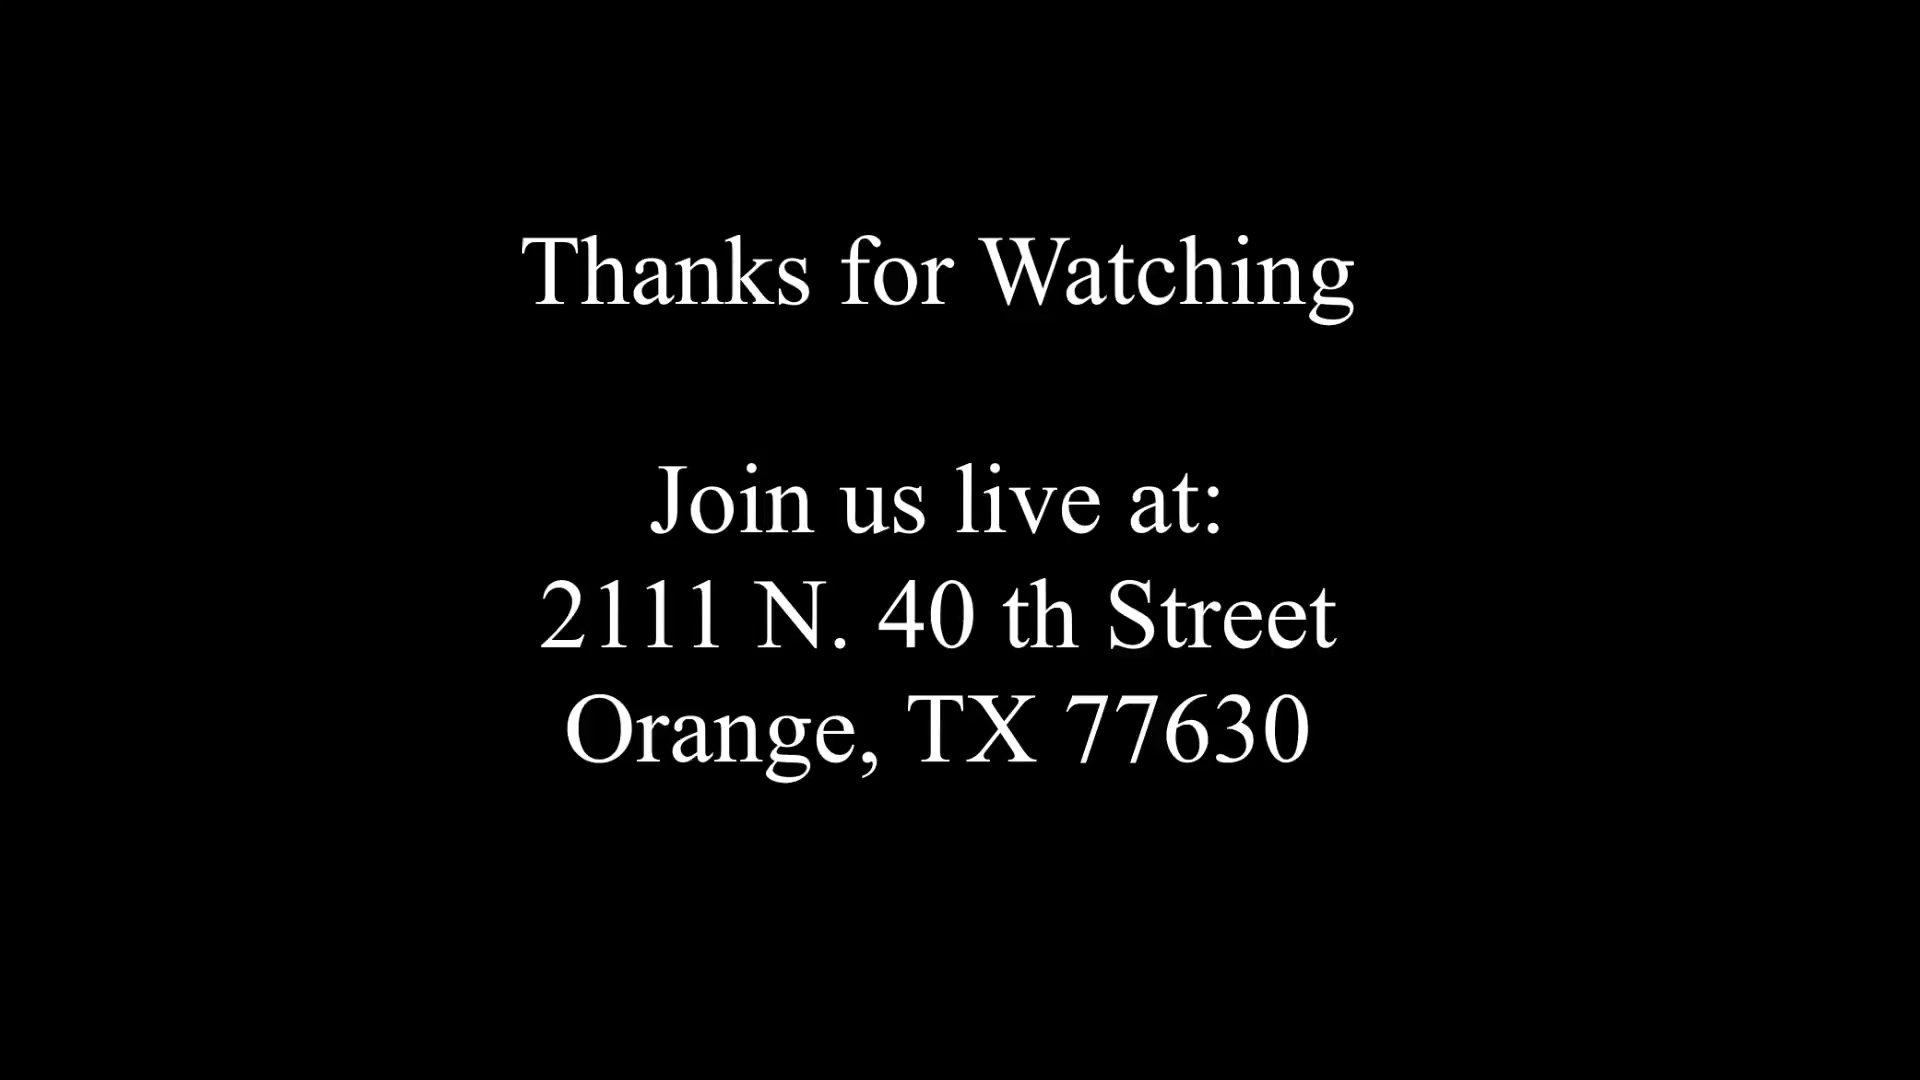 Thanks for Watching
Join us live at:
2111 N. 40 th Street
Orange, TX 77630